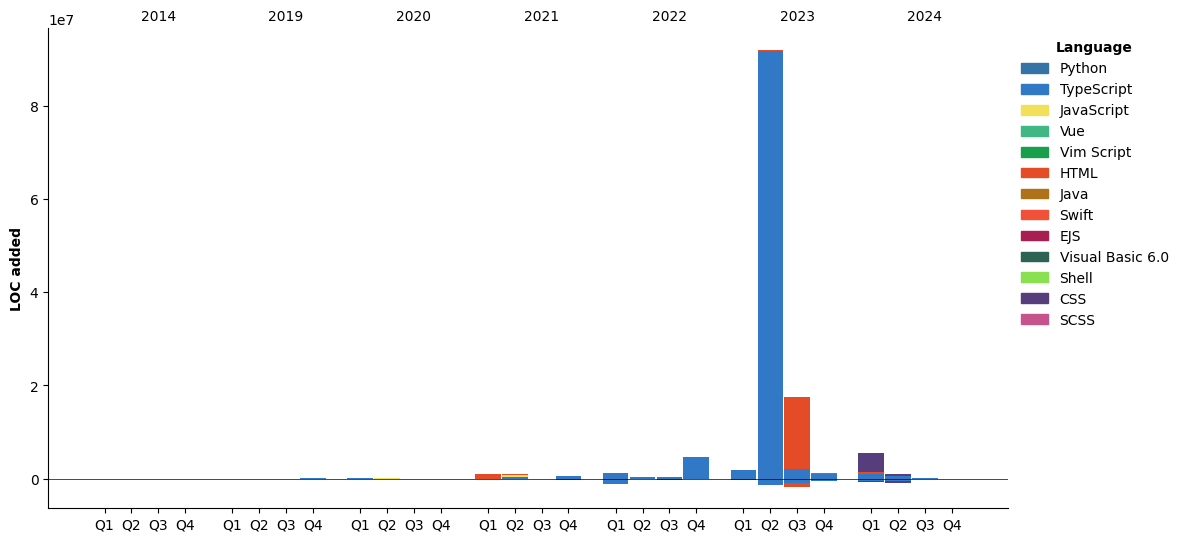 1e7
2014 2019 2020 2021 2022 2023 2024
LOC added
8
6
4
2
0
Q1 Q2 Q3 Q4 Q1 Q2 Q3 Q4 Q1 Q2 Q3 Q4 Q1 Q2 Q3 Q4 Q1 Q2 Q3 Q4 Q1 Q2 Q3 Q4 Q1 Q2 Q3 Q4
Language
Python
TypeScript
JavaScript
Vue
Vim Script
HTML
Java
Swift
EJS
Visual Basic 6.0
Shell
CSS
SCSS